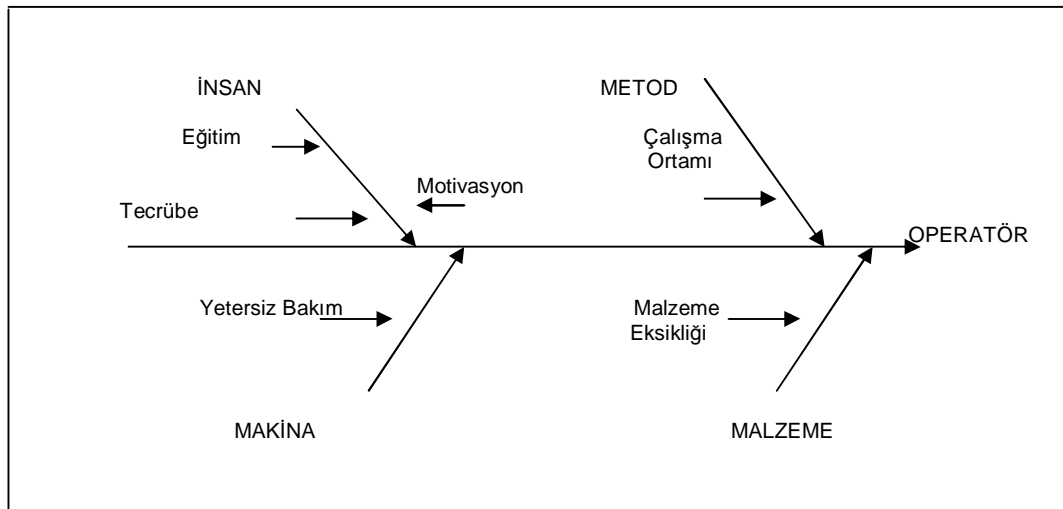 İNSAN
METOD
Eğitim
Çalışma
Ortamı
Motivasyon
Tecrübe
OPERATÖR
Yetersiz Bakım
Malzeme
Eksikliği
MAKİNA
MALZEME